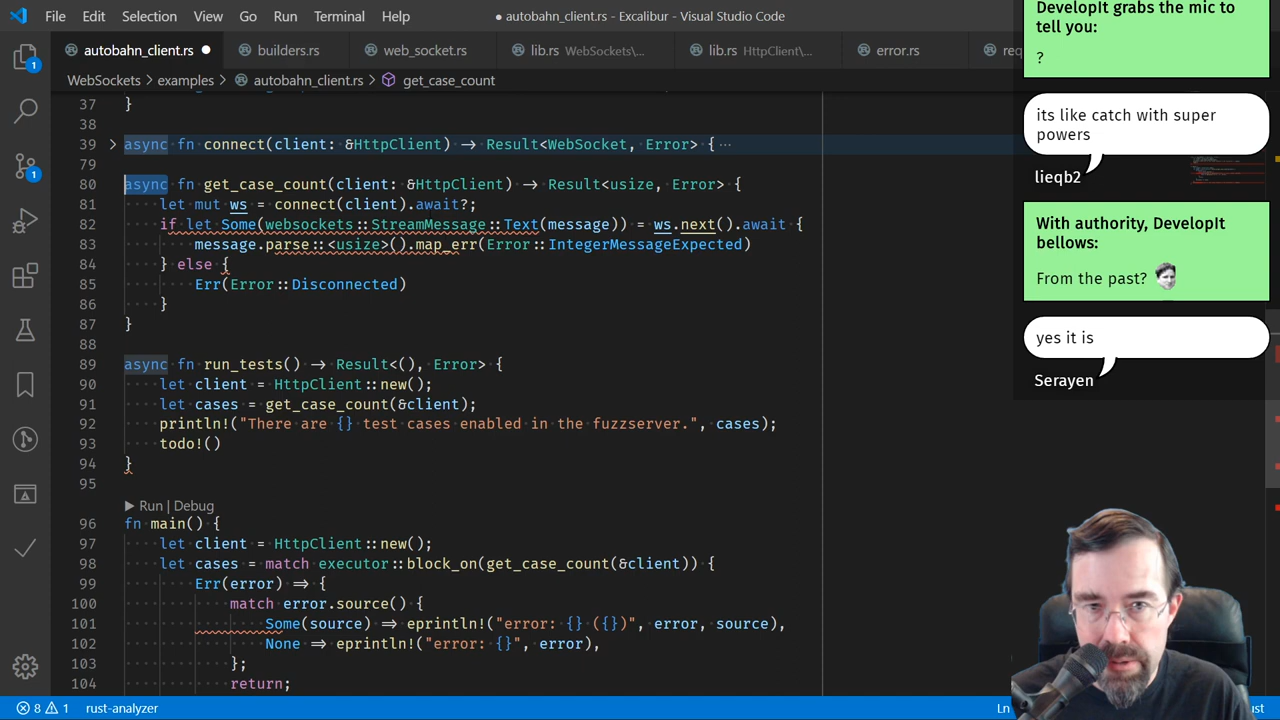 File Edit Selection View Go Run Terminal Help
● autobahn_client.rs - Excalibur - Visual Studio Code
autobahn_client.rs ● builders.rs web_socket.rs lib.rs WebSockets\... lib.rs HttpClient\... error.rs
WebSockets > examples > autobahn_client.rs > get_case_count
37 }
38
39 async fn connect(client: &HttpClient) -> Result<WebSocket, Error> { ...
79
80 async fn get_case_count(client: &HttpClient) -> Result<usize, Error> {
81 let mut ws = connect(client).await?;
82 if let Some(websockets::StreamMessage::Text(message)) = ws.next().await {
83 message.parse::<usize>().map_err(Error::IntegerMessageExpected)
84 } else {
85 Err(Error::Disconnected)
86 }
87 }
88
89 async fn run_tests() -> Result<(), Error> {
90 let client = HttpClient::new();
91 let cases = get_case_count(&client);
92 println!("There are {} test cases enabled in the fuzzserver.", cases);
93 todo!()
94 }
95
▶ Run | Debug
96 fn main() {
97 let client = HttpClient::new();
98 let cases = match executor::block_on(get_case_count(&client)) {
99 Err(error) => {
100 match error.source() {
101 Some(source) => eprintln!("error: {} ({})", error, source),
102 None => eprintln!("error: {}", error),
103 };
104 return;
8 1 rust-analyzer
DevelopIt grabs the mic to
tell you:
?
its like catch with super
powers
lieqb2
With authority, DevelopIt
bellows:
From the past?
yes it is
Serayen